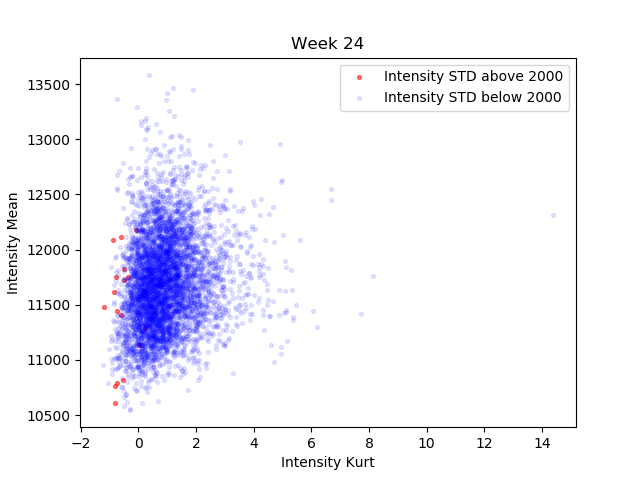 Week 24
Intensity STD above 2000
Intensity STD below 2000
Intensity Mean
13500
13000
12500
12000
11500
11000
10500
−2 0 2 4 6 8 10 12 14
Intensity Kurt